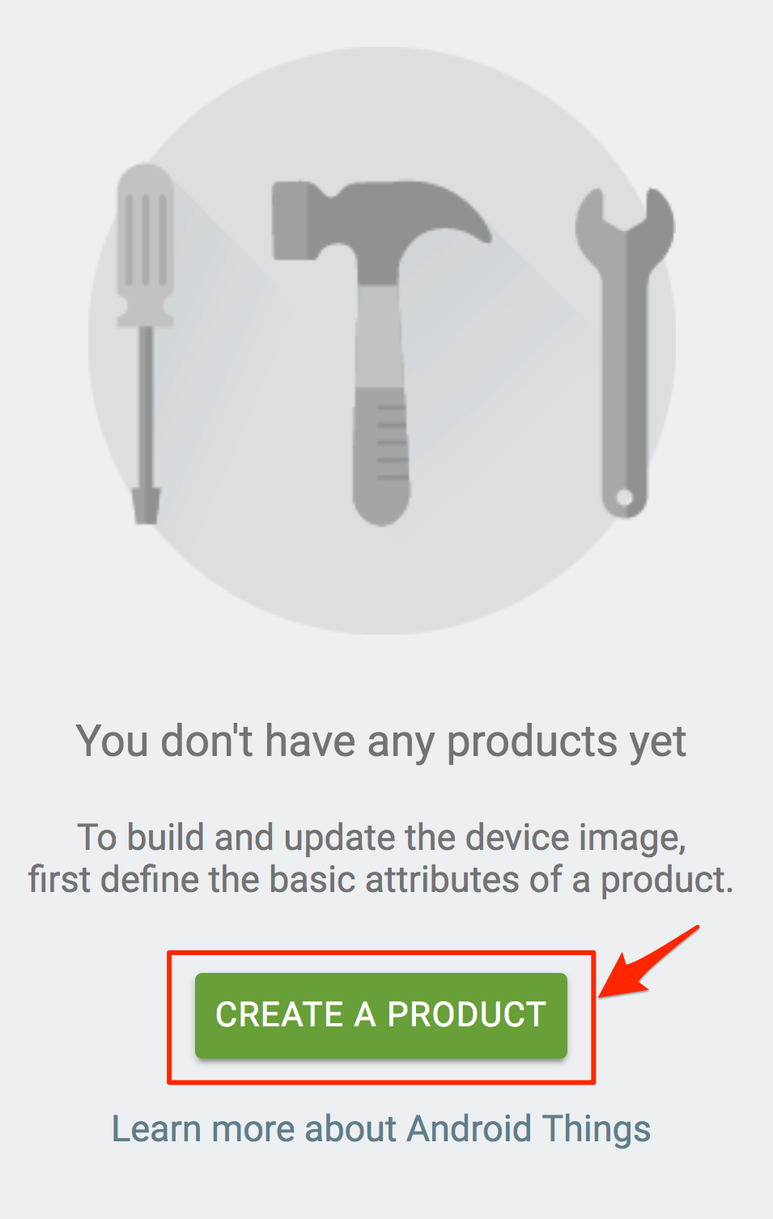 You don't have any products yet
To build and update the device image,
first define the basic attributes of a product.
CREATE A PRODUCT
Learn more about Android Things